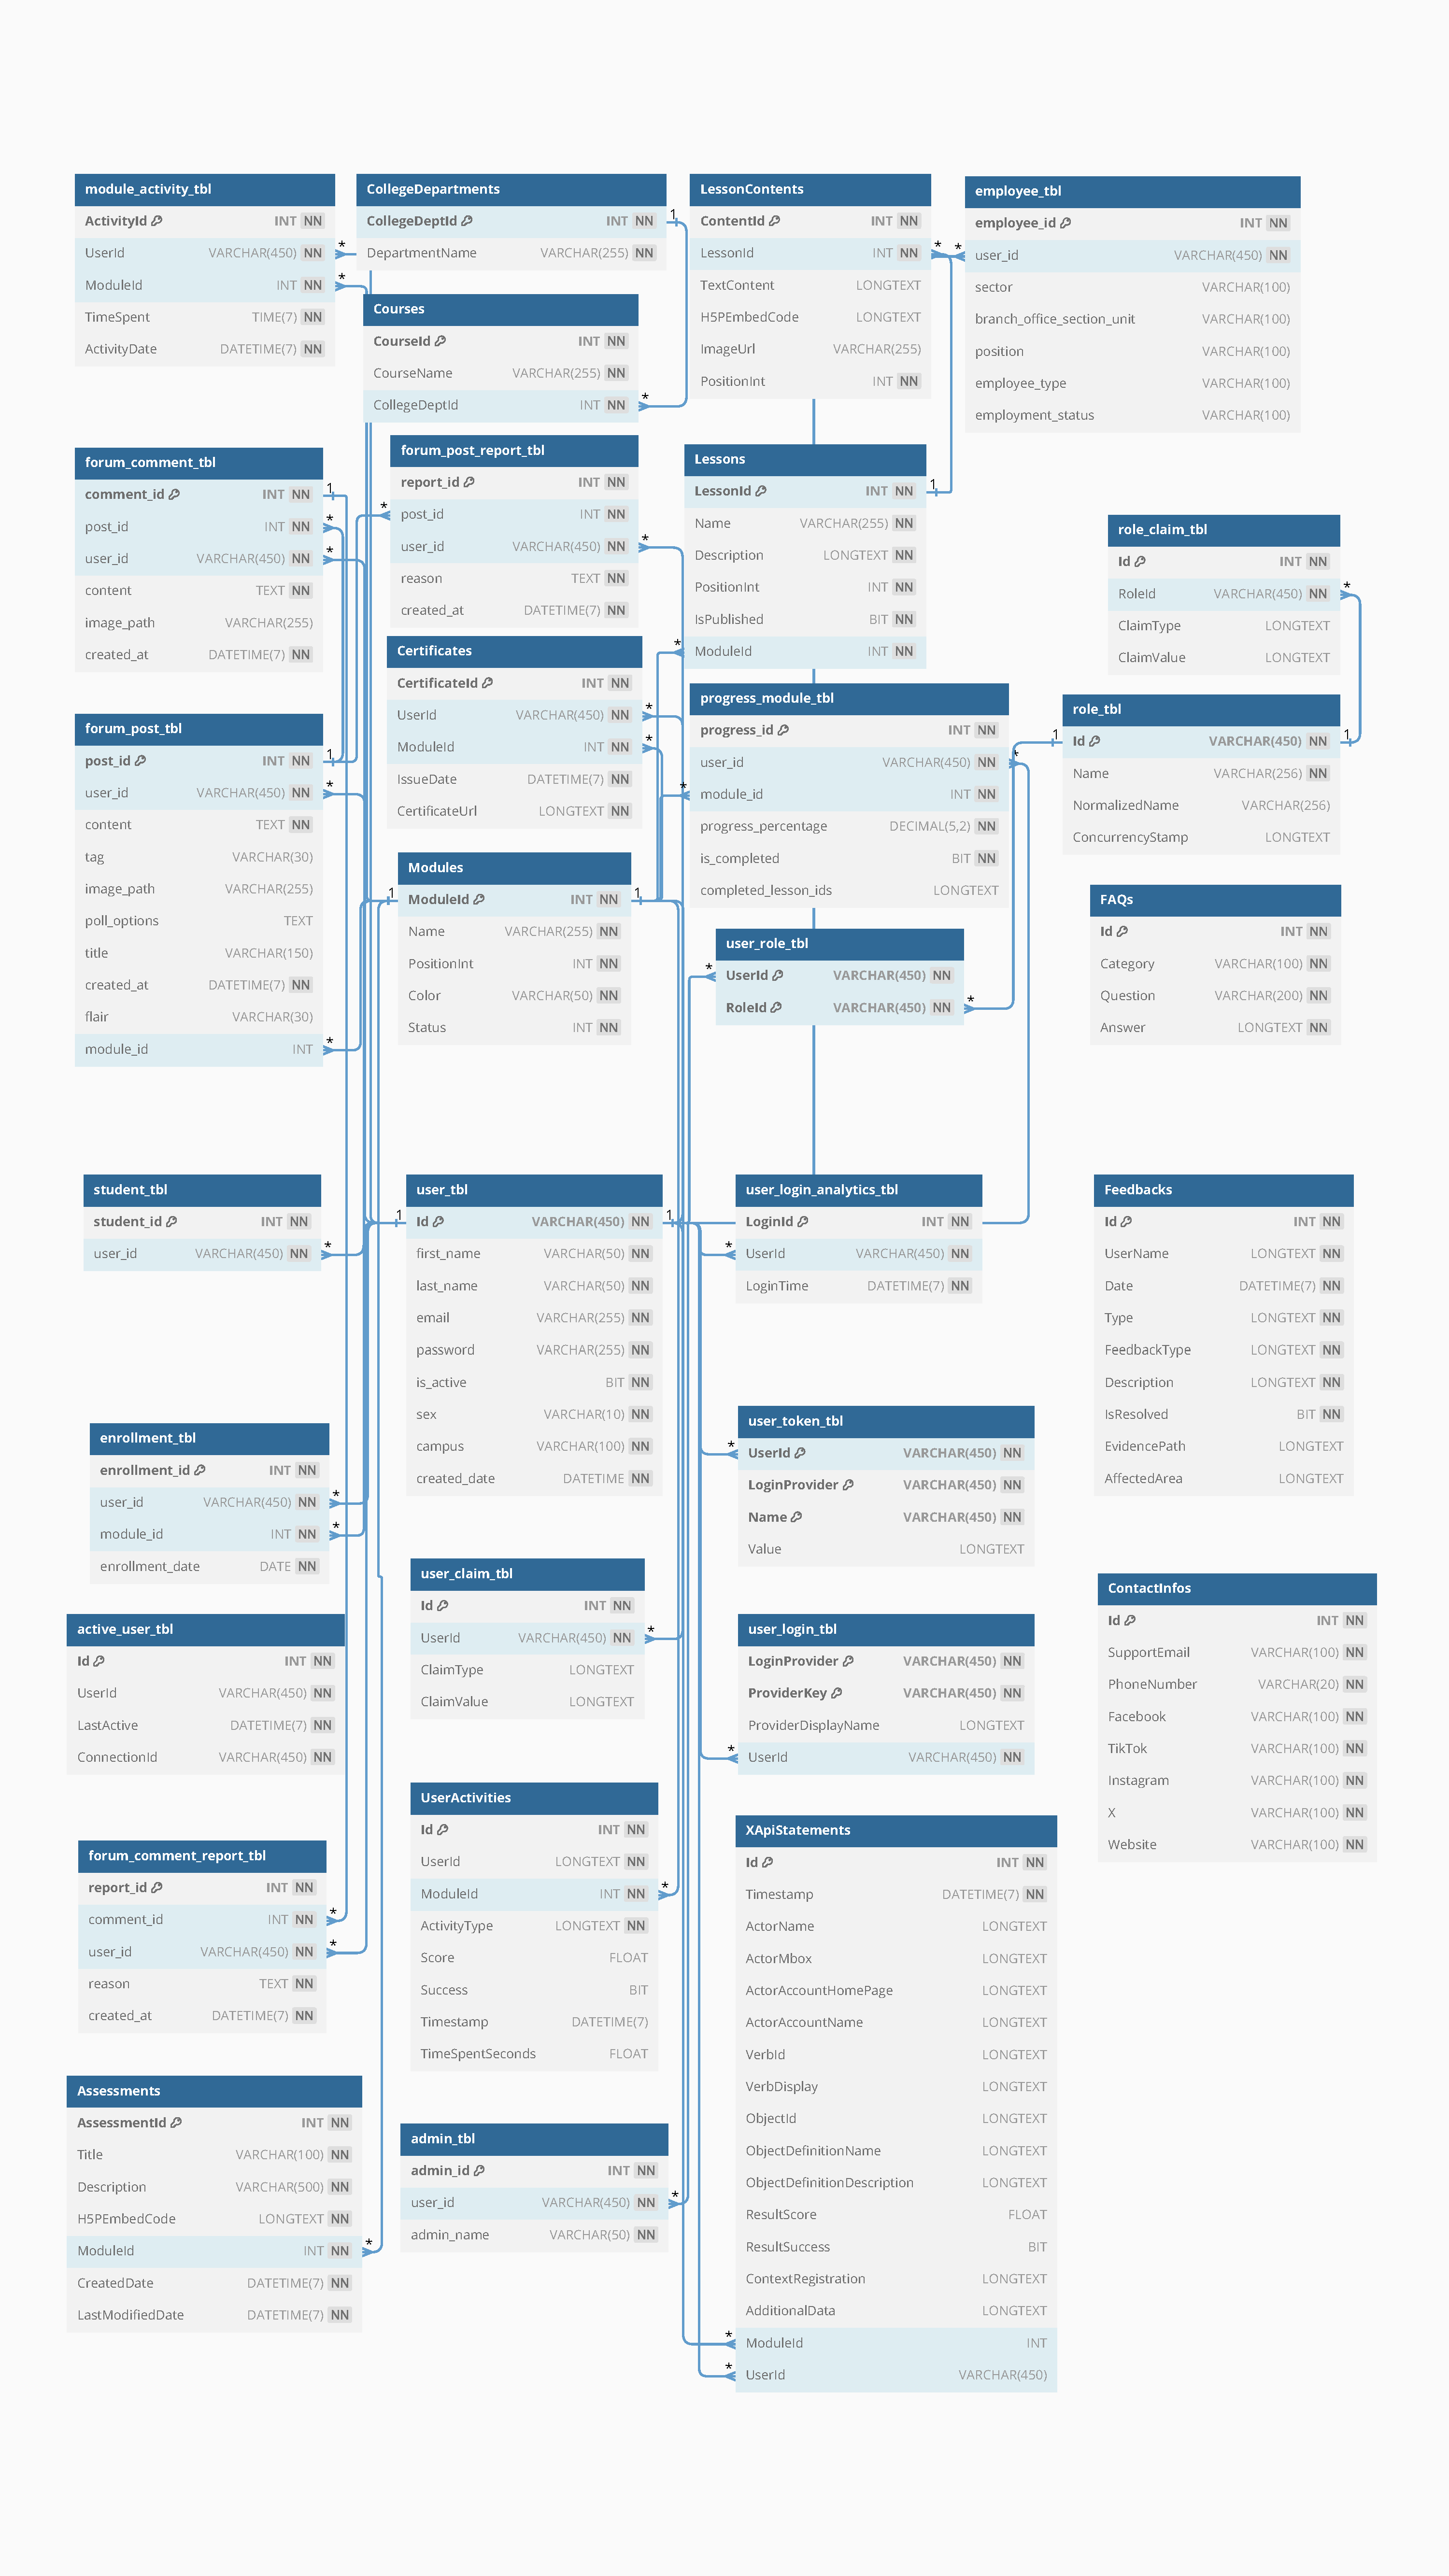 module_activity_tbl
ActivityId INT NN
UserId VARCHAR(450) NN
ModuleId INT NN
TimeSpent TIME(7) NN
ActivityDate DATETIME(7) NN
*
*
CollegeDepartments
CollegeDeptId INT NN
DepartmentName VARCHAR(255) NN
1
Courses
CourseId INT NN
CourseName VARCHAR(255) NN
CollegeDeptId INT NN
*
LessonContents
ContentId INT NN
LessonId INT NN
TextContent LONGTEXT
H5PEmbedCode LONGTEXT
ImageUrl VARCHAR(255)
PositionInt INT NN
*
*
employee_tbl
employee_id INT NN
user_id VARCHAR(450) NN
sector VARCHAR(100)
branch_office_section_unit VARCHAR(100)
position VARCHAR(100)
employee_type VARCHAR(100)
employment_status VARCHAR(100)
forum_comment_tbl
comment_id INT NN
post_id INT NN
user_id VARCHAR(450) NN
content TEXT NN
image_path VARCHAR(255)
created_at DATETIME(7) NN
1
*
*
forum_post_report_tbl
report_id INT NN
post_id INT NN
user_id VARCHAR(450) NN
reason TEXT NN
created_at DATETIME(7) NN
*
*
Lessons
LessonId INT NN
Name VARCHAR(255) NN
Description LONGTEXT NN
PositionInt INT NN
IsPublished BIT NN
ModuleId INT NN
1
*
role_claim_tbl
Id INT NN
RoleId VARCHAR(450) NN
ClaimType LONGTEXT
ClaimValue LONGTEXT
*
Certificates
CertificateId INT NN
UserId VARCHAR(450) NN
ModuleId INT NN
IssueDate DATETIME(7) NN
CertificateUrl LONGTEXT NN
*
*
progress_module_tbl
progress_id INT NN
user_id VARCHAR(450) NN
module_id INT NN
progress_percentage DECIMAL(5,2) NN
is_completed BIT NN
completed_lesson_ids LONGTEXT
*
*
role_tbl
Id VARCHAR(450) NN
Name VARCHAR(256) NN
NormalizedName VARCHAR(256)
ConcurrencyStamp LONGTEXT
1
1
forum_post_tbl
post_id INT NN
user_id VARCHAR(450) NN
content TEXT NN
tag VARCHAR(30)
image_path VARCHAR(255)
poll_options TEXT
title VARCHAR(150)
created_at DATETIME(7) NN
flair VARCHAR(30)
module_id INT
1
*
*
Modules
ModuleId INT NN
Name VARCHAR(255) NN
PositionInt INT NN
Color VARCHAR(50) NN
Status INT NN
1
1
user_role_tbl
UserId VARCHAR(450) NN
RoleId VARCHAR(450) NN
*
*
FAQs
Id INT NN
Category VARCHAR(100) NN
Question VARCHAR(200) NN
Answer LONGTEXT NN
student_tbl
student_id INT NN
user_id VARCHAR(450) NN
*
user_tbl
Id VARCHAR(450) NN
first_name VARCHAR(50) NN
last_name VARCHAR(50) NN
email VARCHAR(255) NN
password VARCHAR(255) NN
is_active BIT NN
sex VARCHAR(10) NN
campus VARCHAR(100) NN
created_date DATETIME NN
1
1
user_login_analytics_tbl
LoginId INT NN
UserId VARCHAR(450) NN
LoginTime DATETIME(7) NN
*
Feedbacks
Id INT NN
UserName LONGTEXT NN
Date DATETIME(7) NN
Type LONGTEXT NN
FeedbackType LONGTEXT NN
Description LONGTEXT NN
IsResolved BIT NN
EvidencePath LONGTEXT
AffectedArea LONGTEXT
enrollment_tbl
enrollment_id INT NN
user_id VARCHAR(450) NN
module_id INT NN
enrollment_date DATE NN
*
*
user_token_tbl
UserId VARCHAR(450) NN
LoginProvider VARCHAR(450) NN
Name VARCHAR(450) NN
Value LONGTEXT
*
user_claim_tbl
Id INT NN
UserId VARCHAR(450) NN
ClaimType LONGTEXT
ClaimValue LONGTEXT
*
active_user_tbl
Id INT NN
UserId VARCHAR(450) NN
LastActive DATETIME(7) NN
ConnectionId VARCHAR(450) NN
user_login_tbl
LoginProvider VARCHAR(450) NN
ProviderKey VARCHAR(450) NN
ProviderDisplayName LONGTEXT
UserId VARCHAR(450) NN
*
ContactInfos
Id INT NN
SupportEmail VARCHAR(100) NN
PhoneNumber VARCHAR(20) NN
Facebook VARCHAR(100) NN
TikTok VARCHAR(100) NN
Instagram VARCHAR(100) NN
X VARCHAR(100) NN
Website VARCHAR(100) NN
forum_comment_report_tbl
report_id INT NN
comment_id INT NN
user_id VARCHAR(450) NN
reason TEXT NN
created_at DATETIME(7) NN
*
*
UserActivities
Id INT NN
UserId LONGTEXT NN
ModuleId INT NN
ActivityType LONGTEXT NN
Score FLOAT
Success BIT
Timestamp DATETIME(7)
TimeSpentSeconds FLOAT
*
XApiStatements
Id INT NN
Timestamp DATETIME(7) NN
ActorName LONGTEXT
ActorMbox LONGTEXT
ActorAccountHomePage LONGTEXT
ActorAccountName LONGTEXT
VerbId LONGTEXT
VerbDisplay LONGTEXT
ObjectId LONGTEXT
ObjectDefinitionName LONGTEXT
ObjectDefinitionDescription LONGTEXT
ResultScore FLOAT
ResultSuccess BIT
ContextRegistration LONGTEXT
AdditionalData LONGTEXT
ModuleId INT
UserId VARCHAR(450)
*
*
Assessments
AssessmentId INT NN
Title VARCHAR(100) NN
Description VARCHAR(500) NN
H5PEmbedCode LONGTEXT NN
ModuleId INT NN
CreatedDate DATETIME(7) NN
LastModifiedDate DATETIME(7) NN
*
admin_tbl
admin_id INT NN
user_id VARCHAR(450) NN
admin_name VARCHAR(50) NN
*